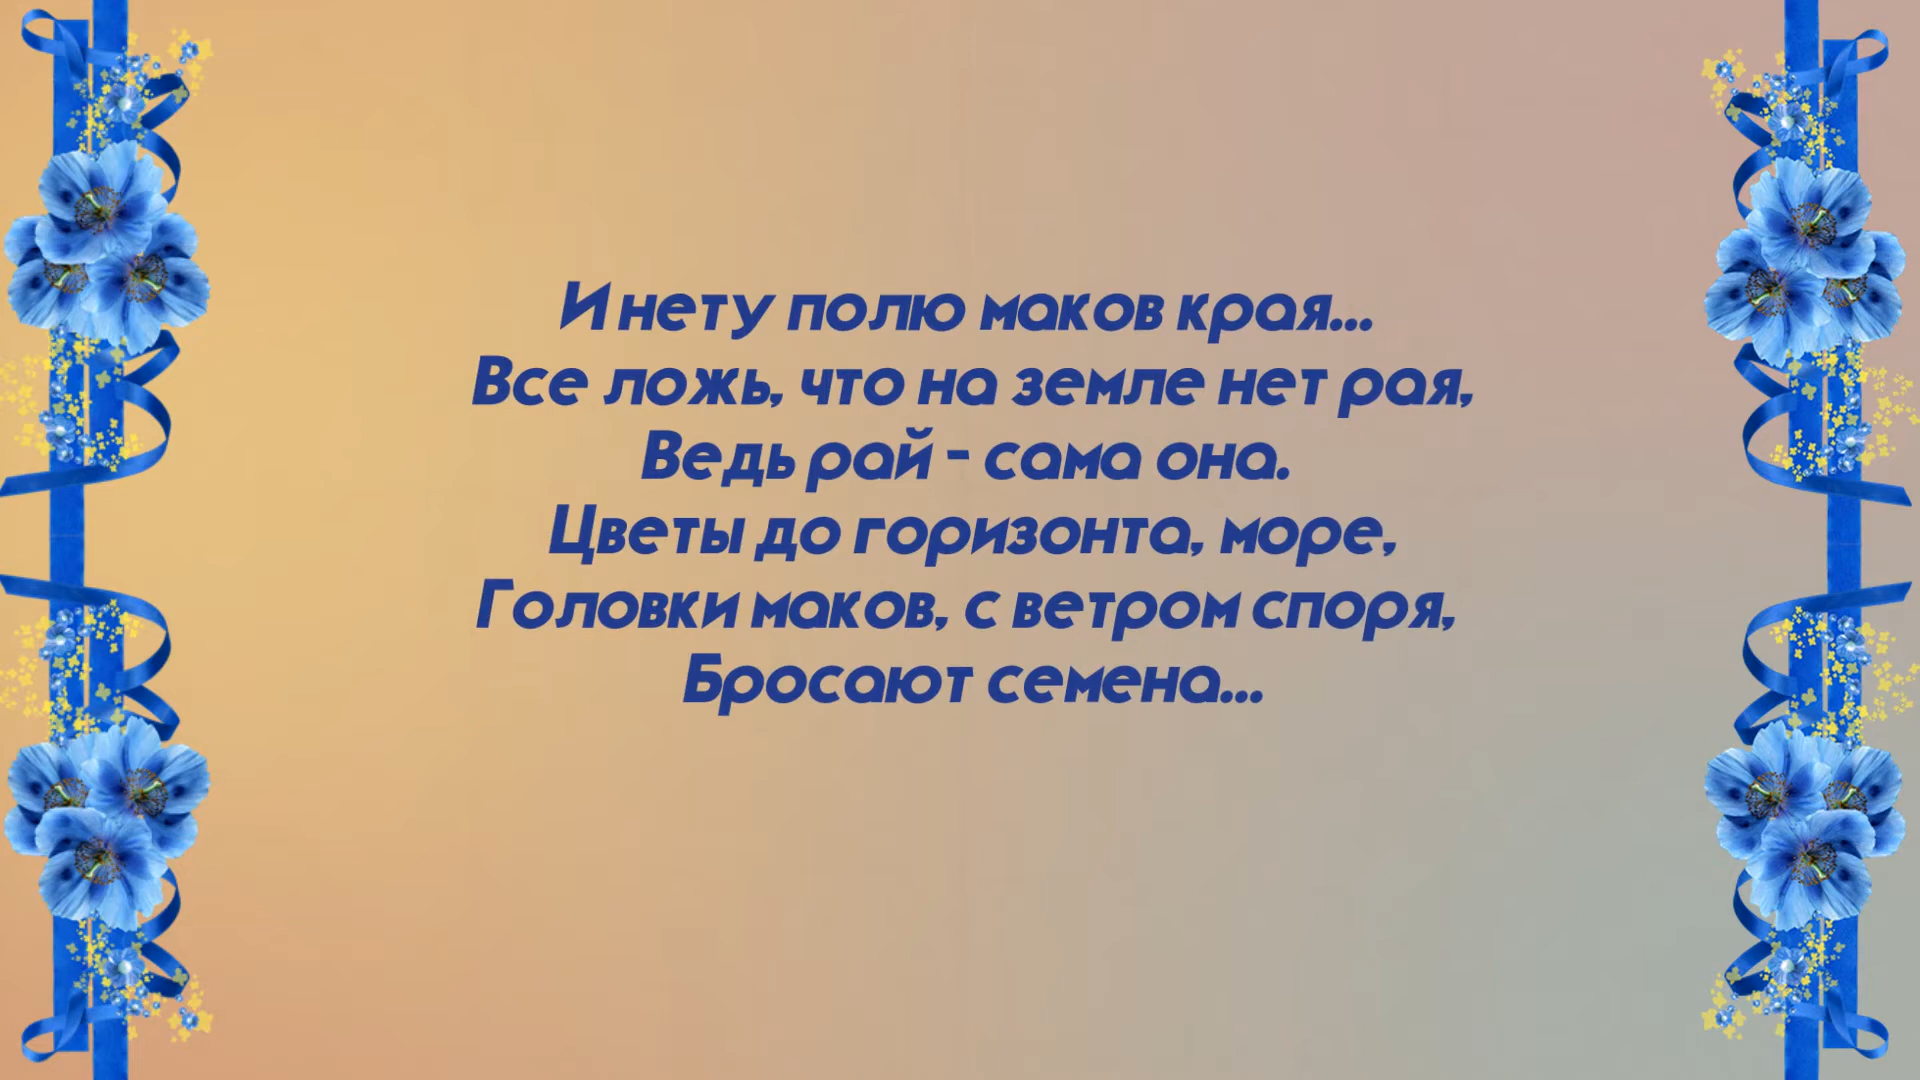 И нету полю маков края...
Все ложь, что на земле нет рая,
Ведь рай - сама она.
Цветы до горизонта, море,
Головки маков, с ветром споря,
Бросают семена...